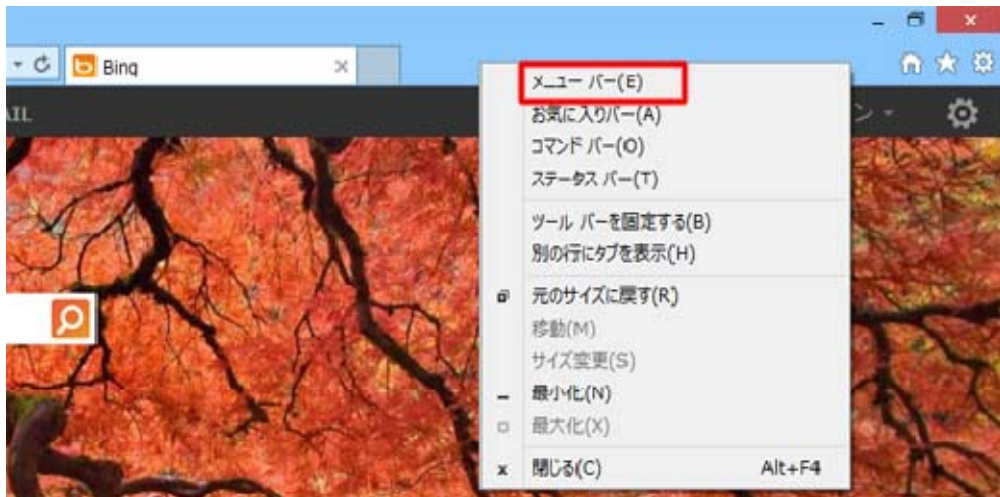 Bing
AIL
ン
メニュー バー(E)
お気に入りバー(A)
コマンド バー(O)
ステータス バー(T)
ツール バーを固定する(B)
別の行にタブを表示(H)
元のサイズに戻す(R)
移動(M)
サイズ変更(S)
最小化(N)
最大化(X)
閉じる(C) Alt+F4